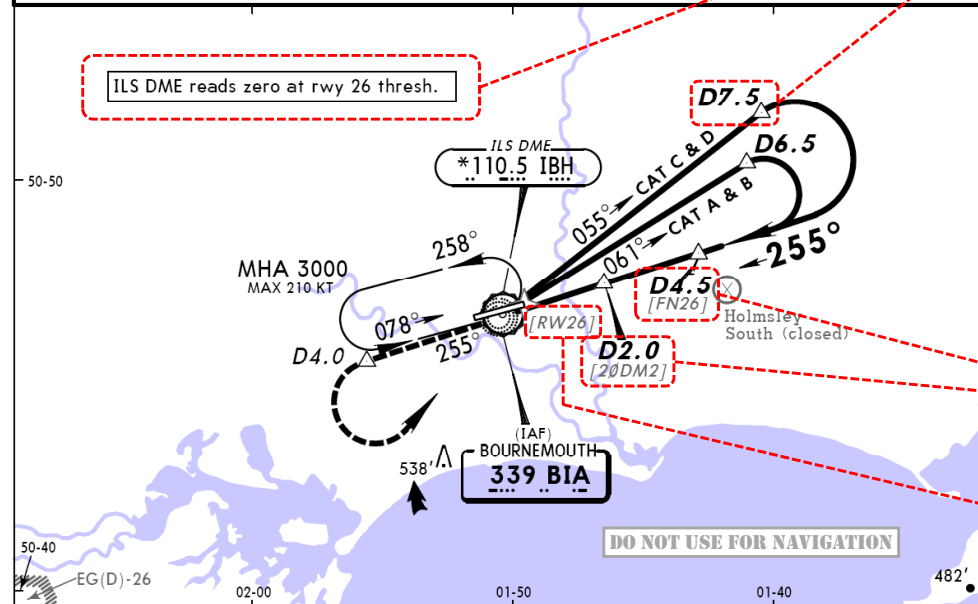 ILS DME reads zero at rwy 26 thresh.
D7.5
D6.5
ILS DME
*110.5 IBH
CAT C & D
055°
CAT A & B
061°
50-50
258°
255°
MHA 3000
MAX 210 KT
D4.5
[FN26]
Holmsley
South (closed)
078°
[RW26]
255°
D4.0
D2.0
[20DM2]
(IAF)
BOURNEMOUTH
339 BIA
538'
DO NOT USE FOR NAVIGATION
50-40
EG(D)-26
482'
02-00
01-50
01-40